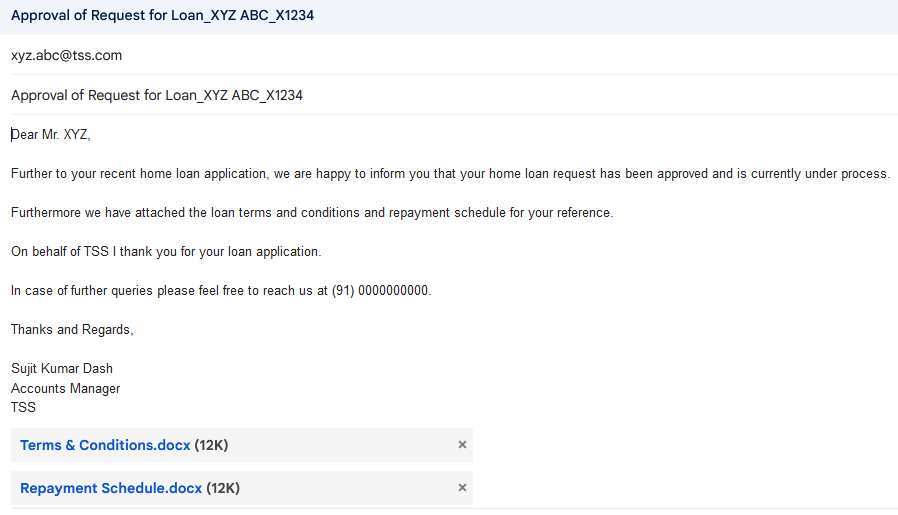 Approval of Request for Loan_XYZ ABC_X1234
xyz.abc@tss.com
Approval of Request for Loan_XYZ ABC_X1234
Dear Mr. XYZ,
Further to your recent home loan application, we are happy to inform you that your home loan request has been approved and is currently under process.
Furthermore we have attached the loan terms and conditions and repayment schedule for your reference.
On behalf of TSS I thank you for your loan application.
In case of further queries please feel free to reach us at (91) 0000000000.
Thanks and Regards,
Sujit Kumar Dash
Accounts Manager
TSS
Terms & Conditions.docx (12K) ×
Repayment Schedule.docx (12K) ×